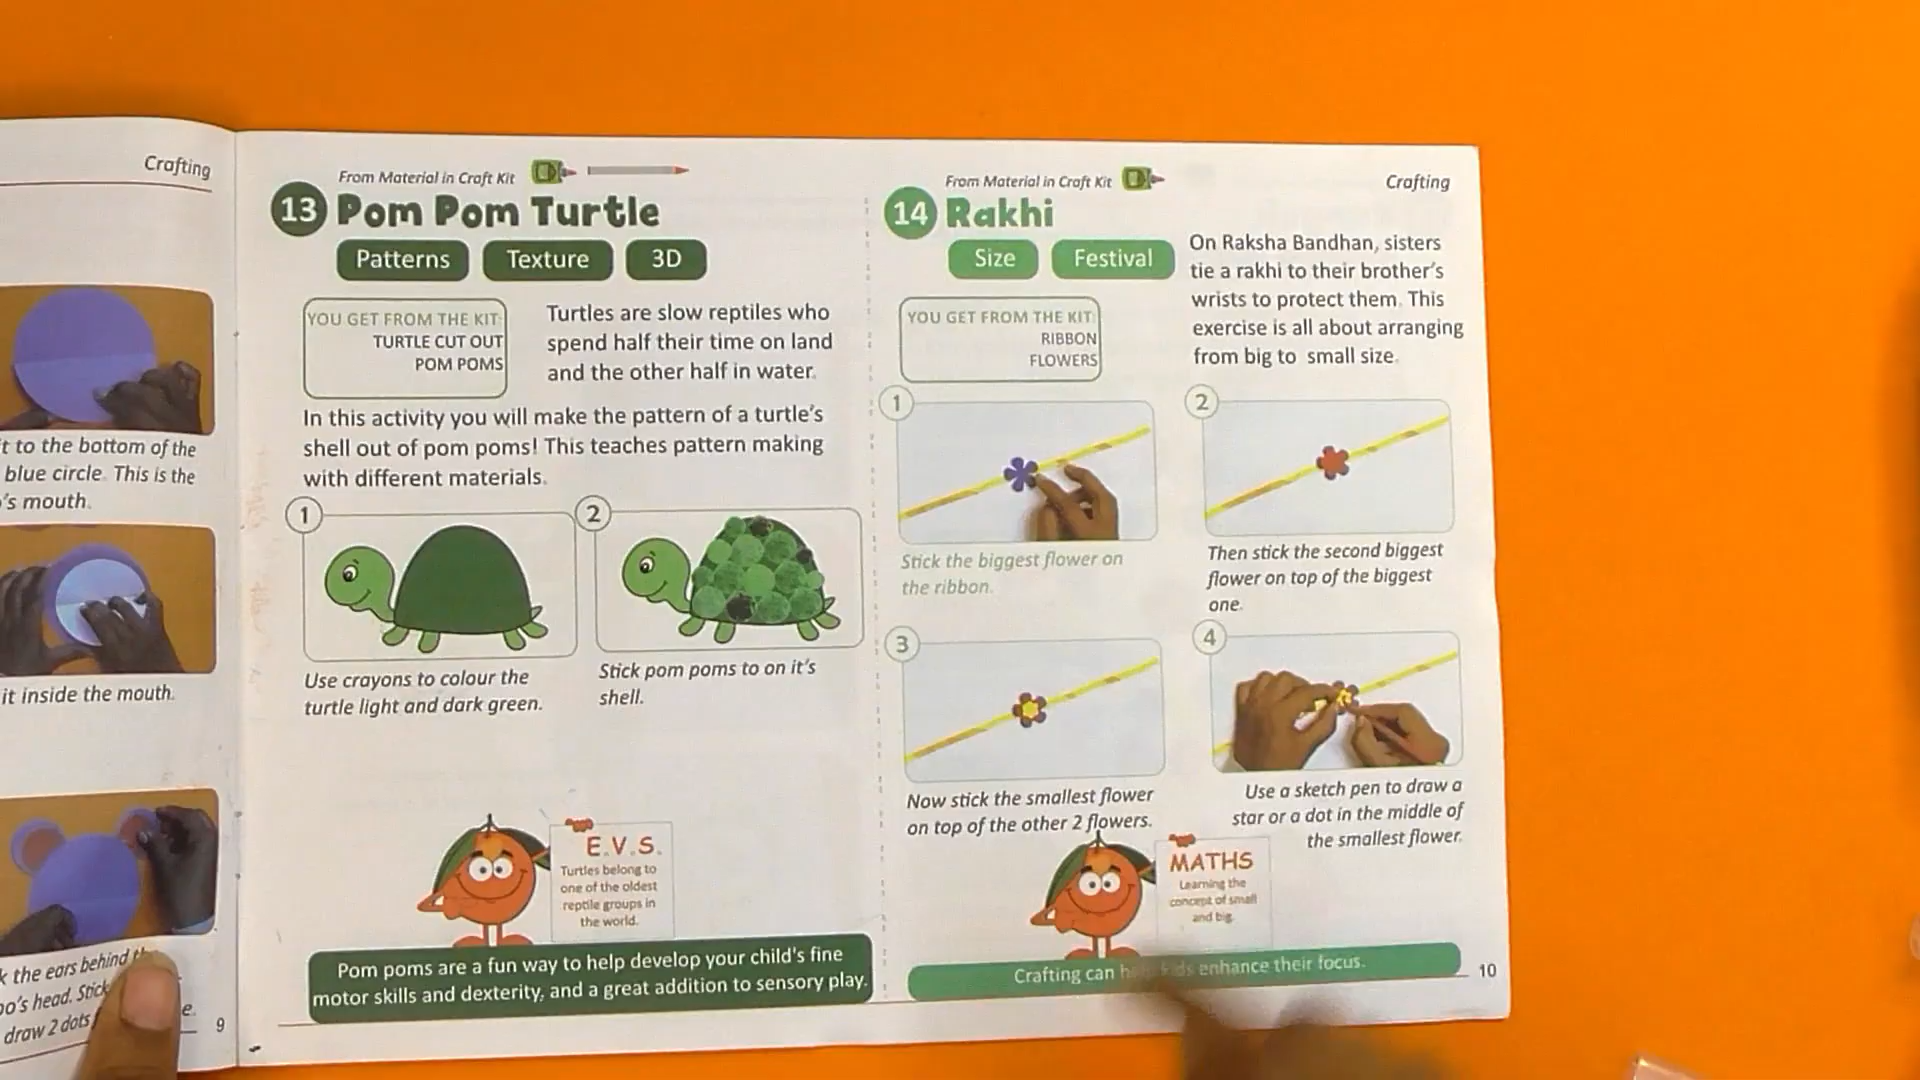 Crafting
t to the bottom of the
blue circle. This is the
's mouth.
it inside the mouth.
k the ears behind
oo's head. Stick
draw 2 dots
e.
9
From Material in Craft Kit
13 Pom Pom Turtle
Patterns Texture 3D
YOU GET FROM THE KIT:
TURTLE CUT OUT
POM POMS
Turtles are slow reptiles who
spend half their time on land
and the other half in water.
In this activity you will make the pattern of a turtle's
shell out of pom poms! This teaches pattern making
with different materials.
1
2
Use crayons to colour the
turtle light and dark green.
Stick pom poms to on it's
shell.
E.V.S.
Turtles belong to
one of the oldest
reptile groups in
the world.
Pom poms are a fun way to help develop your child's fine
motor skills and dexterity, and a great addition to sensory play.
From Material in Craft Kit
Crafting
14 Rakhi
Size Festival
YOU GET FROM THE KIT:
RIBBON
FLOWERS
On Raksha Bandhan, sisters
tie a rakhi to their brother's
wrists to protect them. This
exercise is all about arranging
from big to small size.
1
2
Stick the biggest flower on
the ribbon.
Then stick the second biggest
flower on top of the biggest
one.
3
4
Now stick the smallest flower
on top of the other 2 flowers.
Use a sketch pen to draw a
star or a dot in the middle of
the smallest flower.
MATHS
Learning the
concept of small
and big.
Crafting can kids enhance their focus.
10